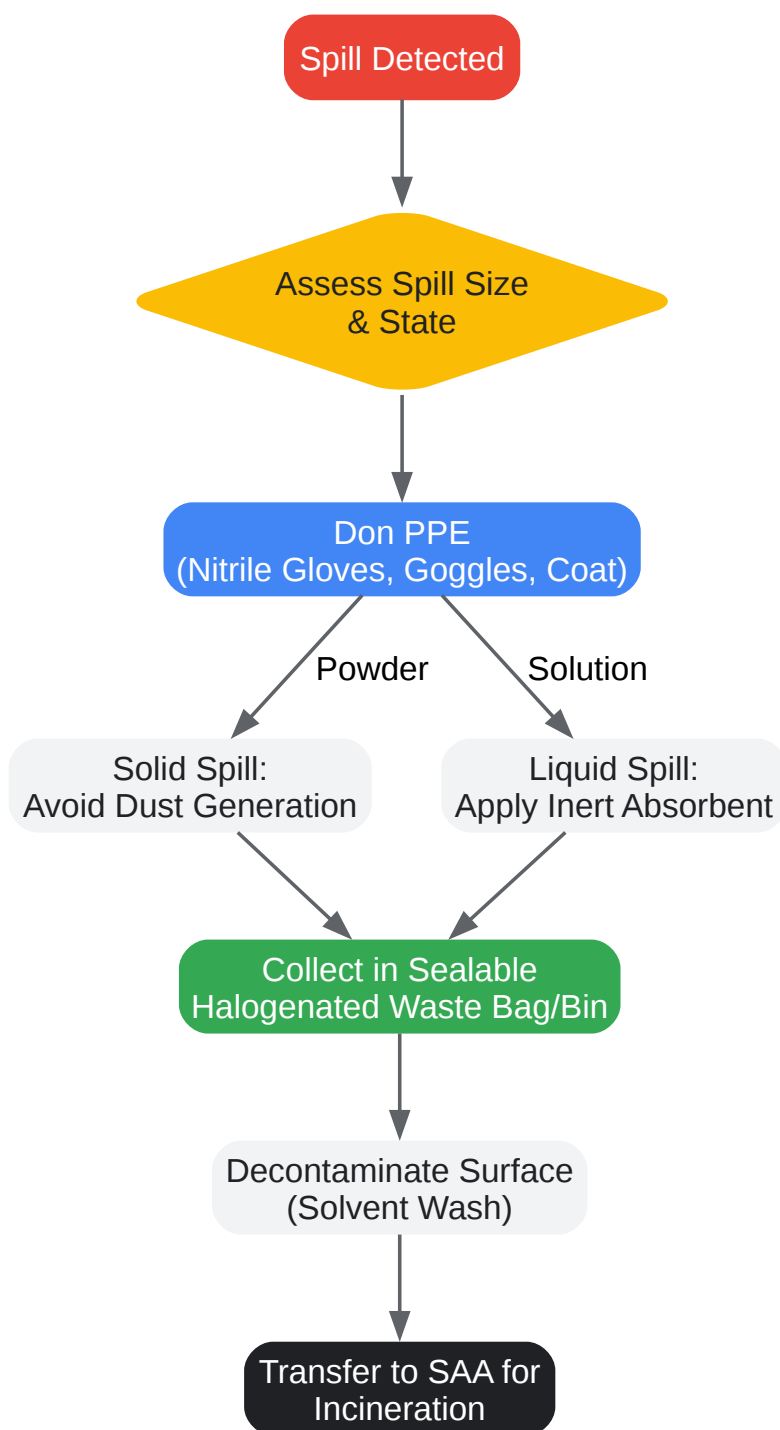 Spill Detected
Assess Spill Size
& State
Don PPE
(Nitrile Gloves, Goggles, Coat)
Powder
Solution
Solid Spill:
Avoid Dust Generation
Liquid Spill:
Apply Inert Absorbent
Collect in Sealable
Halogenated Waste Bag/Bin
Decontaminate Surface
(Solvent Wash)
Transfer to SAA for
Incineration